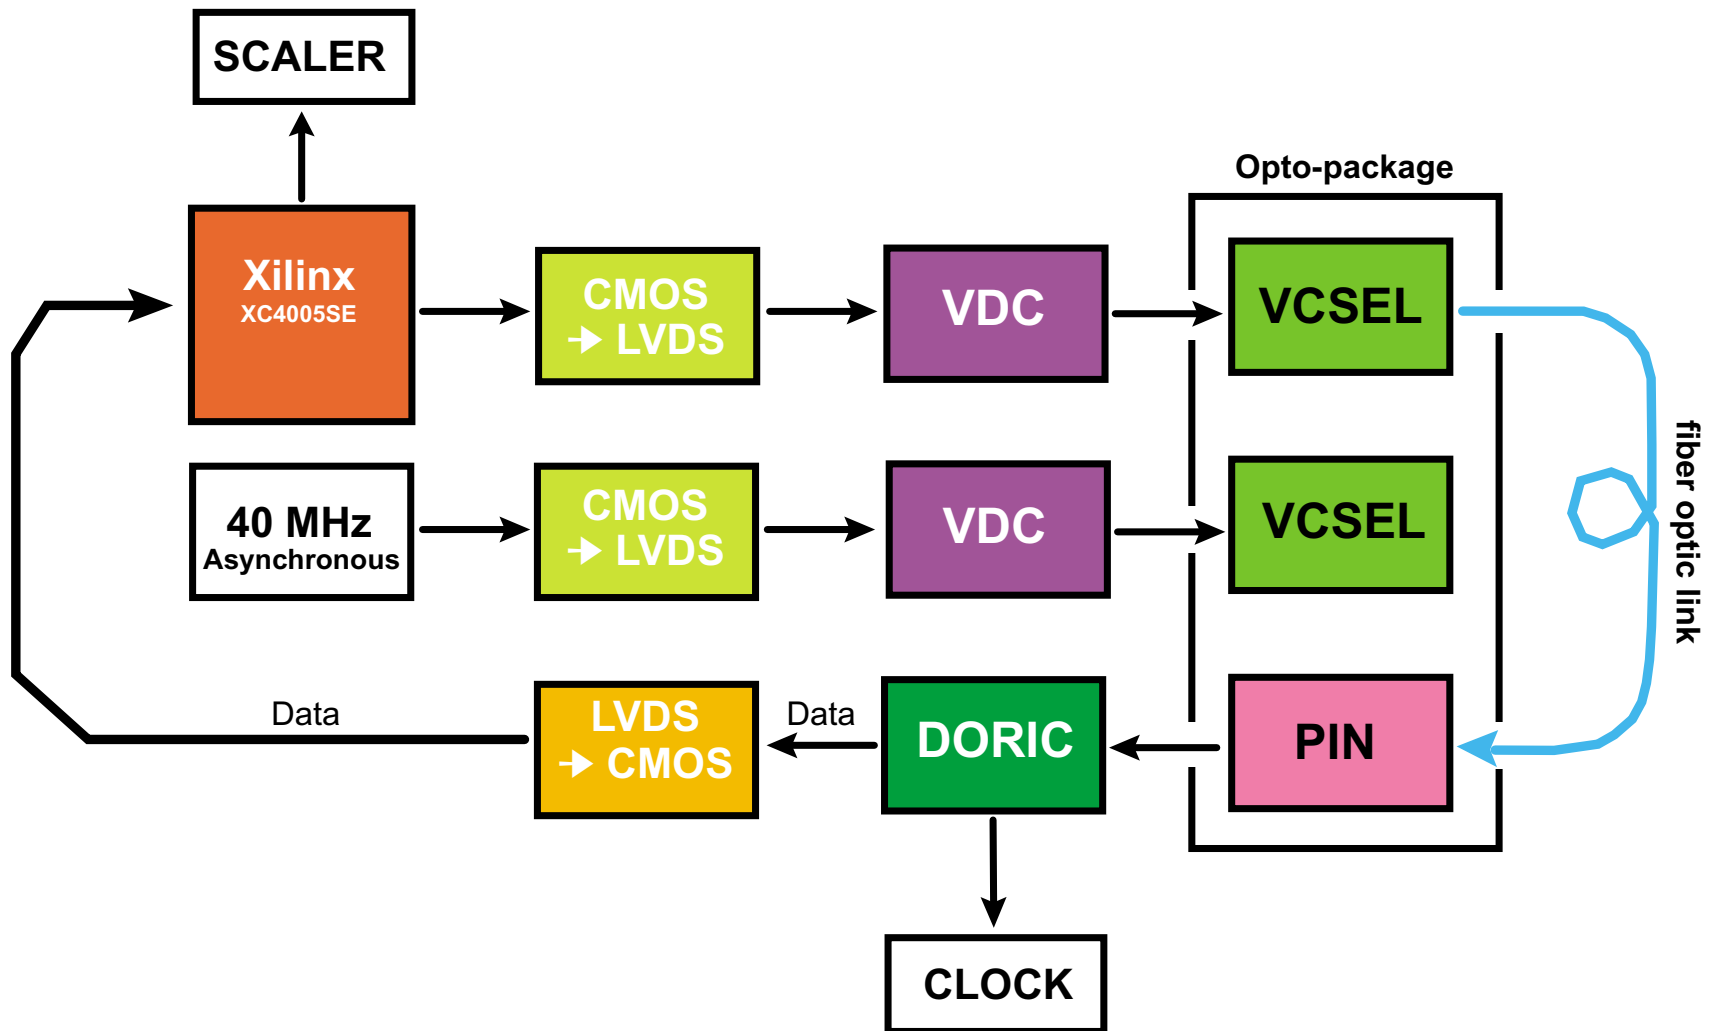 SCALER
Opto-package
Xilinx
XC4005SE
CMOS
LVDS
VDC
VCSEL
40 MHz
Asynchronous
CMOS
LVDS
VDC
VCSEL
fiber optic link
Data
LVDS
CMOS
Data
DORIC
PIN
CLOCK